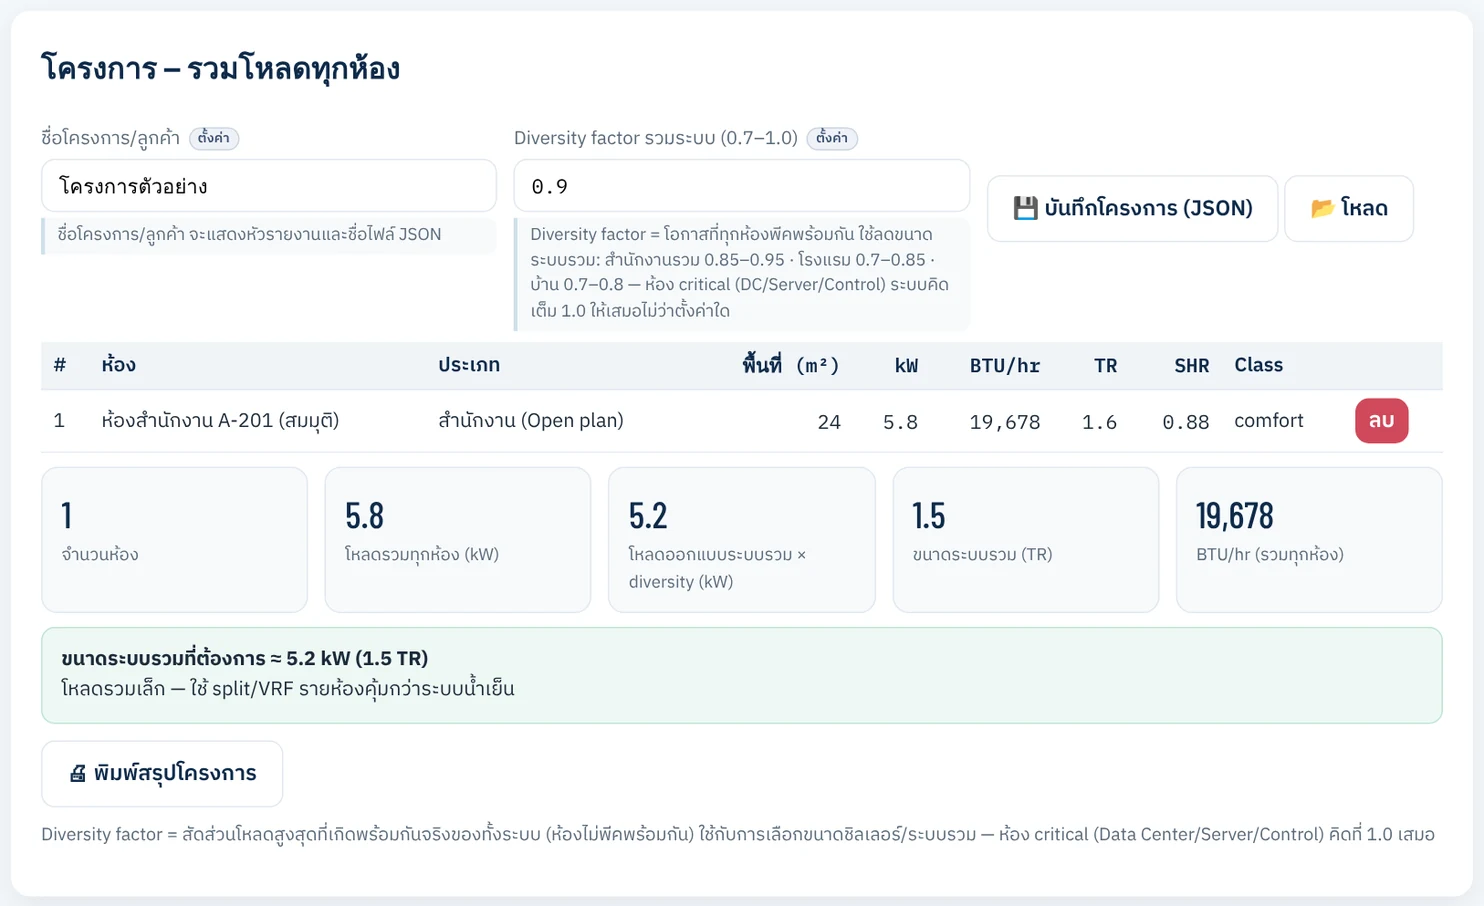 โครงการ – รวมโหลดทุกห้อง
ชื่อโครงการ/ลูกค้า ตั้งค่า
Diversity factor รวมระบบ (0.7–1.0) ตั้งค่า
โครงการตัวอย่าง
0.9
💾 บันทึกโครงการ (JSON)
📂 โหลด
ชื่อโครงการ/ลูกค้า จะแสดงหัวรายงานและชื่อไฟล์ JSON
Diversity factor = โอกาสที่ทุกห้องพีคพร้อมกัน ใช้ลดขนาด
ระบบรวม: สำนักงานรวม 0.85–0.95 · โรงแรม 0.7–0.85 ·
บ้าน 0.7–0.8 — ห้อง critical (DC/Server/Control) ระบบคิด
เต็ม 1.0 ให้เสมอไม่ว่าตั้งค่าใด
# ห้อง ประเภท พื้นที่ (m²) kW BTU/hr TR SHR Class
1 ห้องสำนักงาน A-201 (สมมุติ) สำนักงาน (Open plan) 24 5.8 19,678 1.6 0.88 comfort ลบ
1
จำนวนห้อง
5.8
โหลดรวมทุกห้อง (kW)
5.2
โหลดออกแบบระบบรวม ×
diversity (kW)
1.5
ขนาดระบบรวม (TR)
19,678
BTU/hr (รวมทุกห้อง)
ขนาดระบบรวมที่ต้องการ ≈ 5.2 kW (1.5 TR)
โหลดรวมเล็ก — ใช้ split/VRF รายห้องคุ้มกว่าระบบน้ำเย็น
🖨 พิมพ์สรุปโครงการ
Diversity factor = สัดส่วนโหลดสูงสุดที่เกิดพร้อมกันจริงของทั้งระบบ (ห้องไม่พีคพร้อมกัน) ใช้กับการเลือกขนาดชิลเลอร์/ระบบรวม — ห้อง critical (Data Center/Server/Control) คิดที่ 1.0 เสมอ